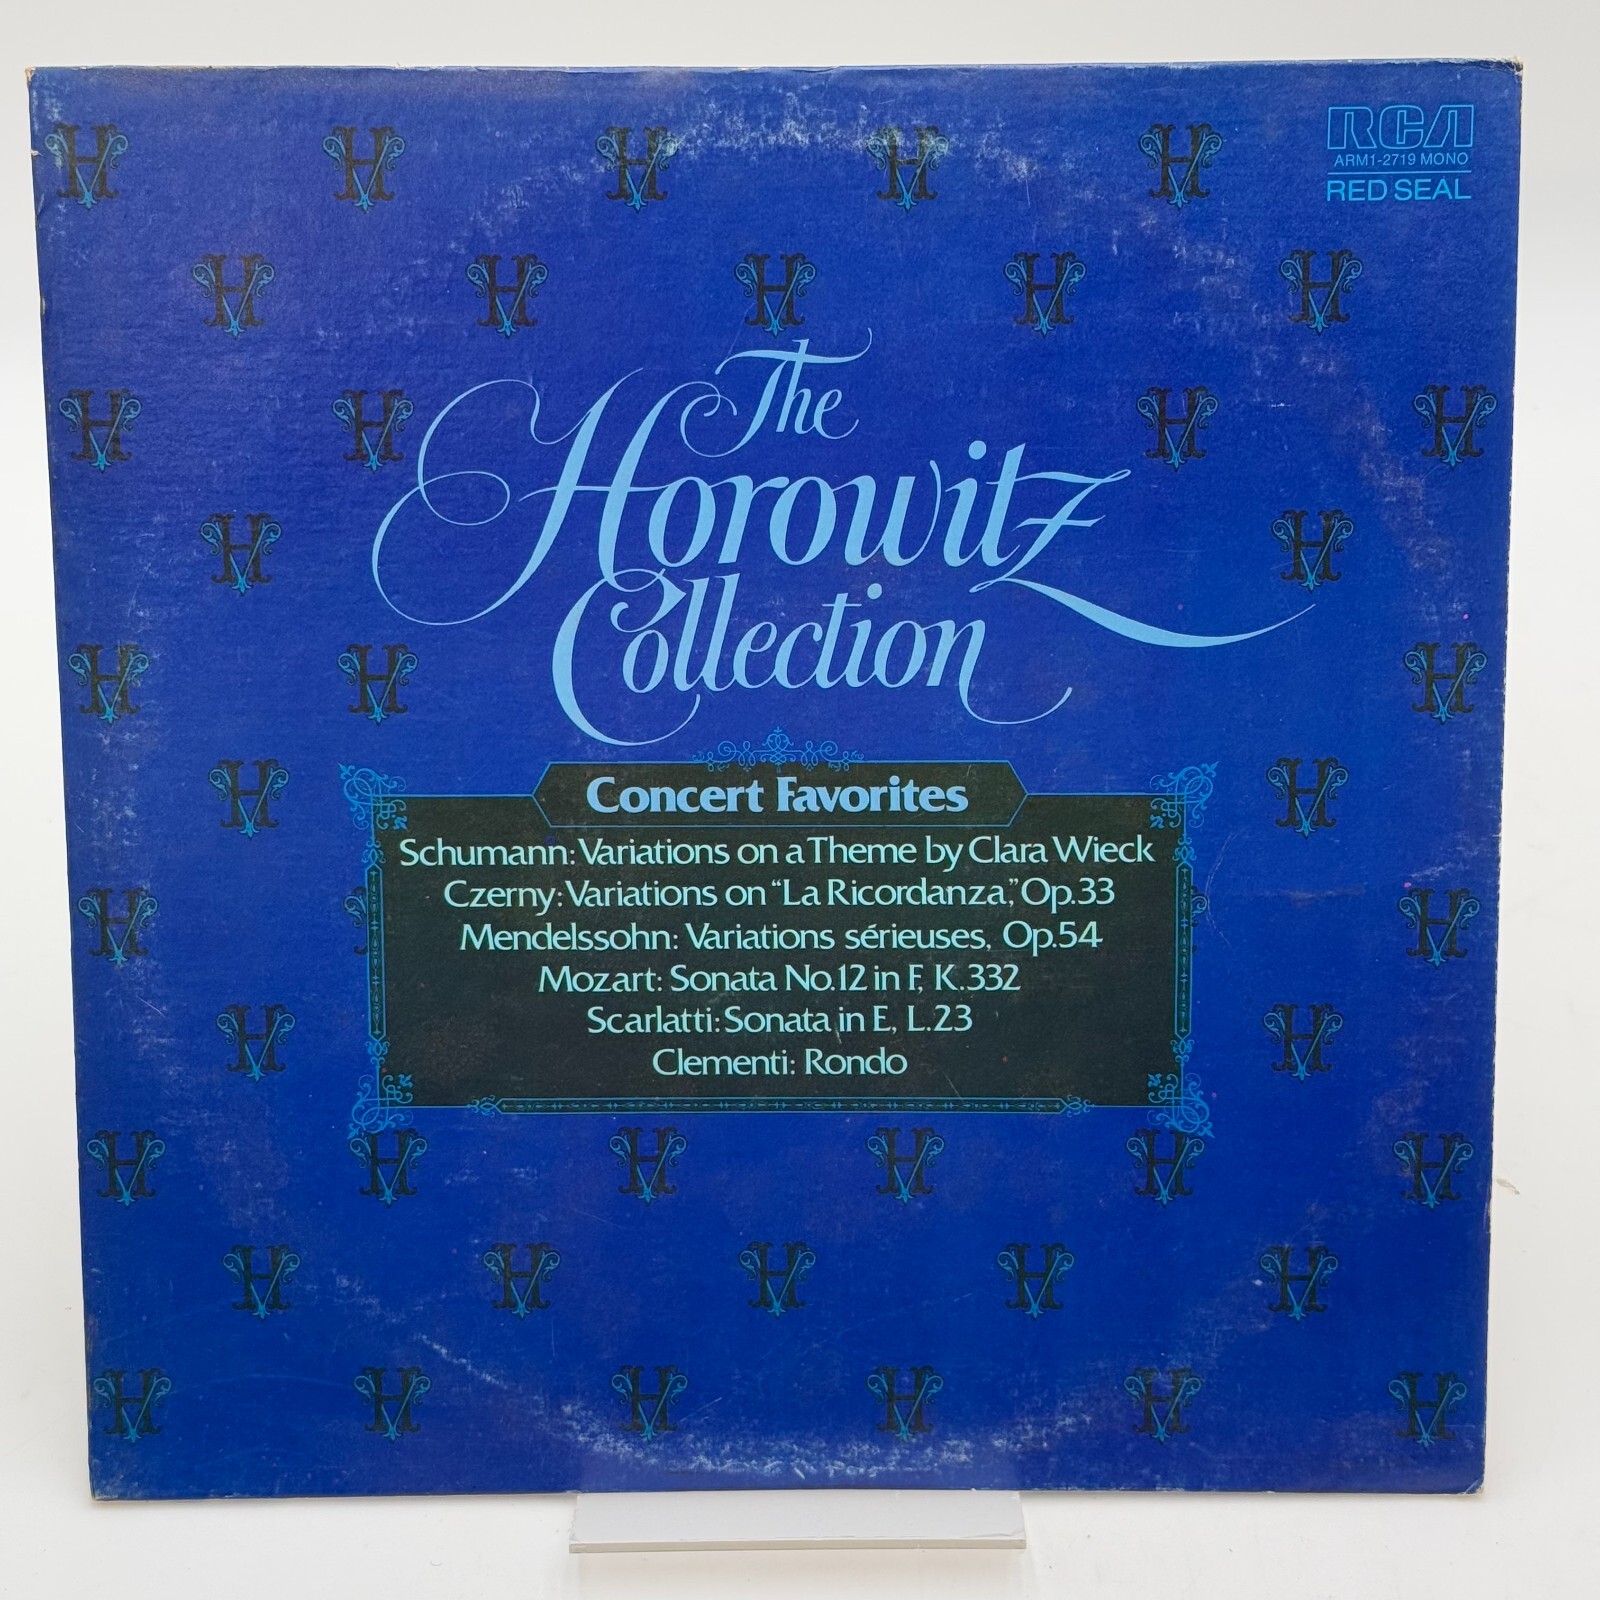 RCA
ARM1-2719 MONO
RED SEAL
The
Horowitz
Collection
Concert Favorites
Schumann: Variations on a Theme by Clara Wieck
Czerny: Variations on “La Ricordanza,” Op.33
Mendelssohn: Variations sérieuses, Op.54
Mozart: Sonata No.12 in F, K.332
Scarlatti: Sonata in E, L.23
Clementi: Rondo